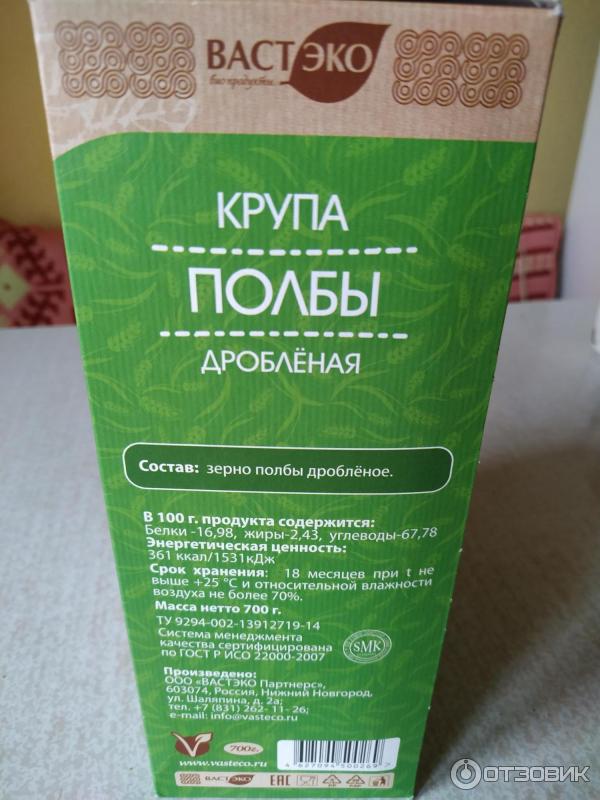 ВАСТЭКО
био продукты
КРУПА
ПОЛБЫ
ДРОБЛЁНАЯ
Состав: зерно полбы дроблёное.
В 100 г. продукта содержится:
Белки -16,98, жиры-2,43, углеводы-67,78
Энергетическая ценность:
361 ккал/1531кДж
Срок хранения: 18 месяцев при t не
выше +25 °C и относительной влажности
воздуха не более 70%.
Масса нетто 700 г.
ТУ 9294-002-13912719-14
Система менеджмента
качества сертифицирована
по ГОСТ Р ИСО 22000-2007
SMK
Произведено:
ООО «ВАСТЭКО Партнерс»,
603074, Россия, Нижний Новгород,
ул. Шаляпина, д. 2а;
тел. +7 (831) 262- 11- 26;
e-mail: info@vasteco.ru
700г.
4 627094 500269
www.vasteco.ru
ВАСТЭКО EAC
ОТЗОВИК